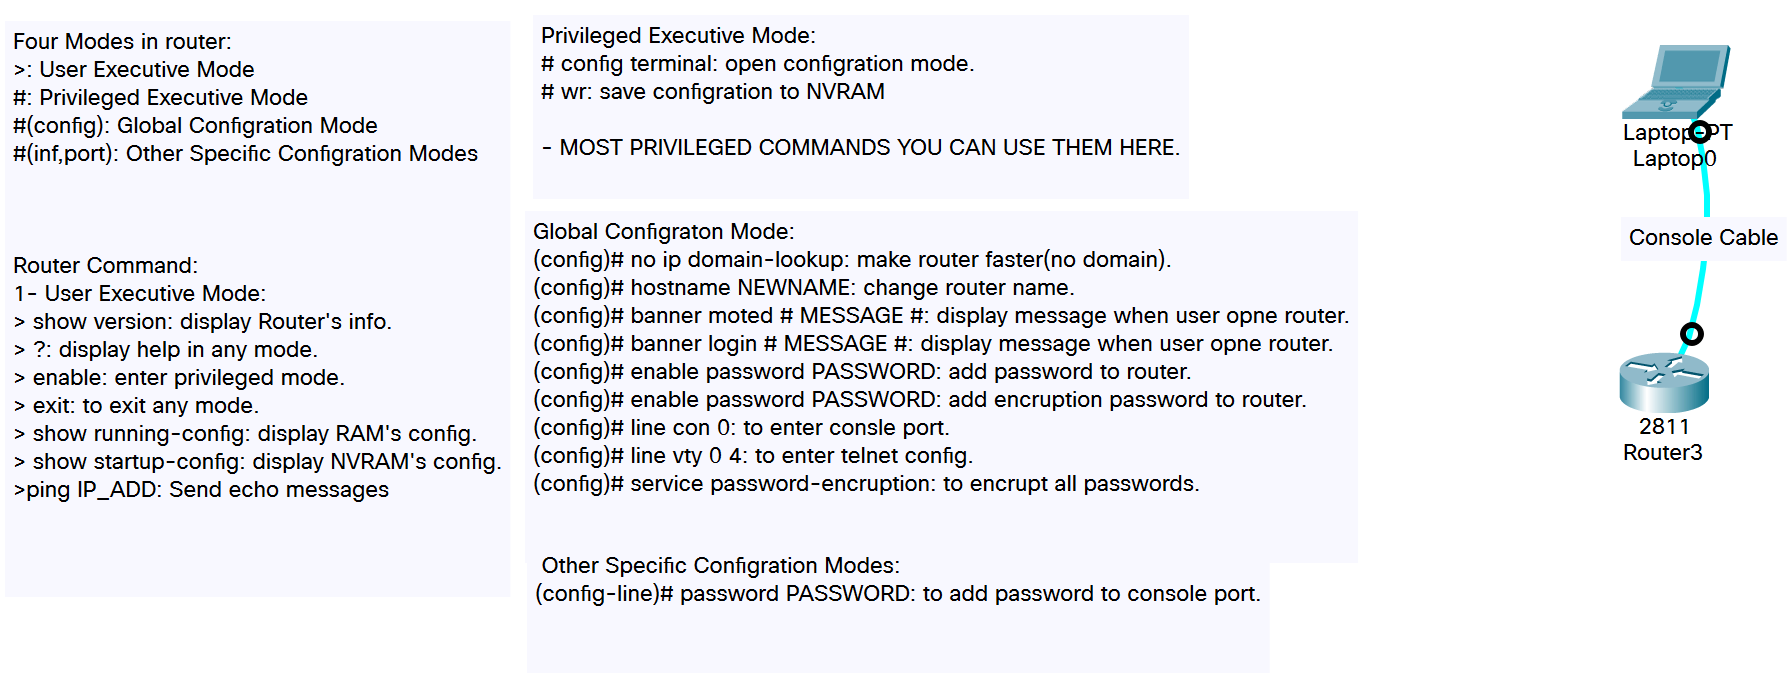 Four Modes in router:
>: User Executive Mode
#: Privileged Executive Mode
#(config): Global Configration Mode
#(inf,port): Other Specific Configration Modes
Router Command:
1- User Executive Mode:
> show version: display Router's info.
> ?: display help in any mode.
> enable: enter privileged mode.
> exit: to exit any mode.
> show running-config: display RAM's config.
> show startup-config: display NVRAM's config.
>ping IP_ADD: Send echo messages
Privileged Executive Mode:
# config terminal: open configration mode.
# wr: save configration to NVRAM
- MOST PRIVILEGED COMMANDS YOU CAN USE THEM HERE.
Global Configraton Mode:
(config)# no ip domain-lookup: make router faster(no domain).
(config)# hostname NEWNAME: change router name.
(config)# banner moted # MESSAGE #: display message when user opne router.
(config)# banner login # MESSAGE #: display message when user opne router.
(config)# enable password PASSWORD: add password to router.
(config)# enable password PASSWORD: add encruption password to router.
(config)# line con 0: to enter consle port.
(config)# line vty 0 4: to enter telnet config.
(config)# service password-encruption: to encrupt all passwords.
Other Specific Configration Modes:
(config-line)# password PASSWORD: to add password to console port.
Laptop-PT
Laptop0
Console Cable
2811
Router3